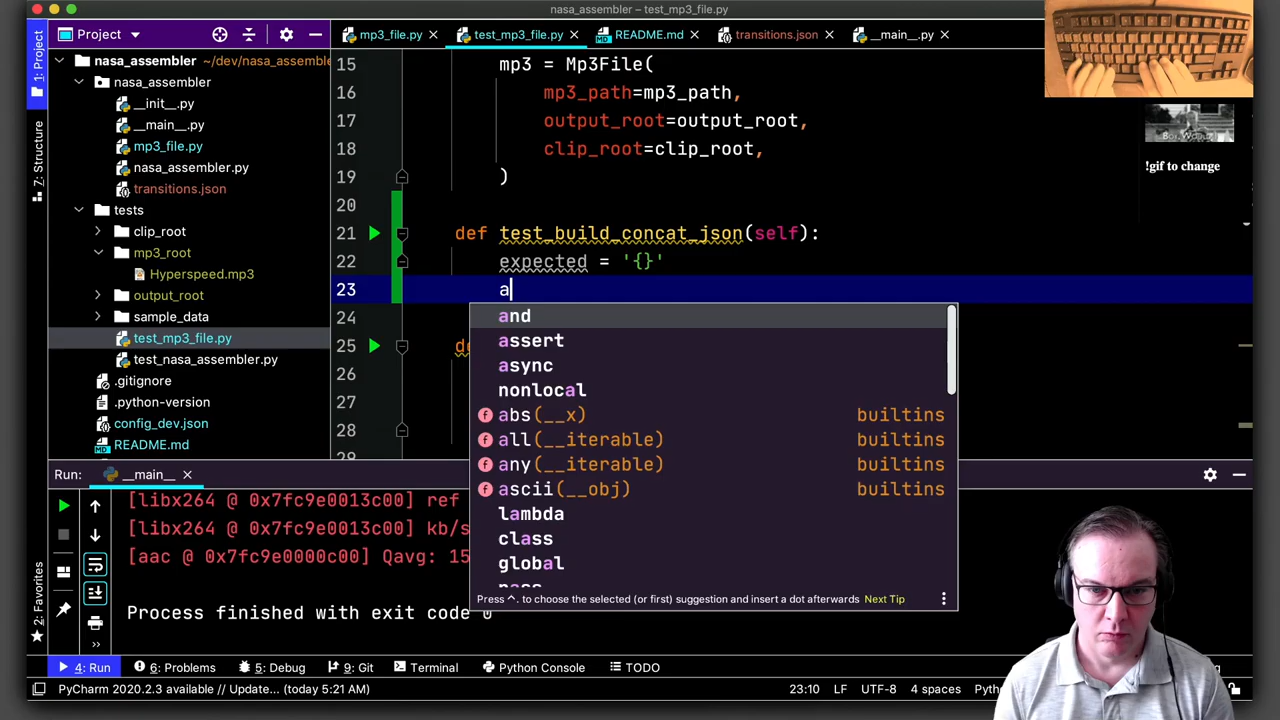 nasa_assembler – test_mp3_file.py
Project
mp3_file.py
test_mp3_file.py
README.md
transitions.json
__main__.py
1: Project
7: Structure
2: Favorites
nasa_assembler ~/dev/nasa_assemble
nasa_assembler
__init__.py
__main__.py
mp3_file.py
nasa_assembler.py
transitions.json
tests
clip_root
mp3_root
Hyperspeed.mp3
output_root
sample_data
test_mp3_file.py
test_nasa_assembler.py
.gitignore
.python-version
config_dev.json
README.md
15 mp3 = Mp3File(
16 mp3_path=mp3_path,
17 output_root=output_root,
18 clip_root=clip_root,
19 )
20
21 def test_build_concat_json(self):
22 expected = '{}'
23 a
24
25 de
26
27
28
29
and
assert
async
nonlocal
abs(__x) builtins
all(__iterable) builtins
any(__iterable) builtins
ascii(__obj) builtins
lambda
class
global
pass
Press ^. to choose the selected (or first) suggestion and insert a dot afterwards Next Tip
!gif to change
Run: __main__
[libx264 @ 0x7fc9e0013c00] ref
[libx264 @ 0x7fc9e0013c00] kb/s
[aac @ 0x7fc9e0000c00] Qavg: 15
Process finished with exit code 0
4: Run
6: Problems
5: Debug
9: Git
Terminal
Python Console
TODO
PyCharm 2020.2.3 available // Update... (today 5:21 AM)
23:10 LF UTF-8 4 spaces Pyth